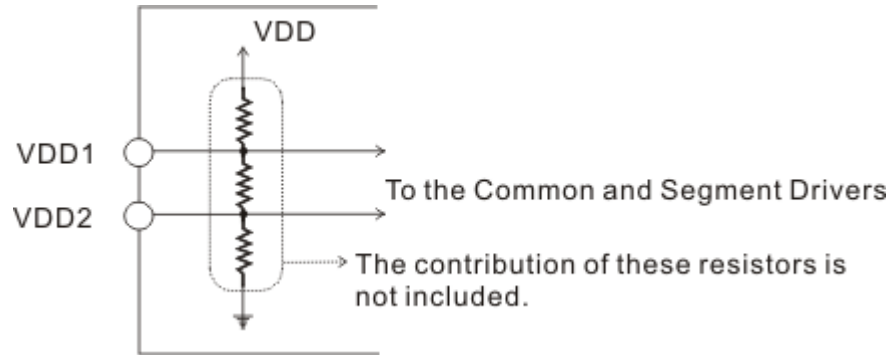 VDD
VDD1
To the Common and Segment Drivers
VDD2
The contribution of these resistors is
not included.